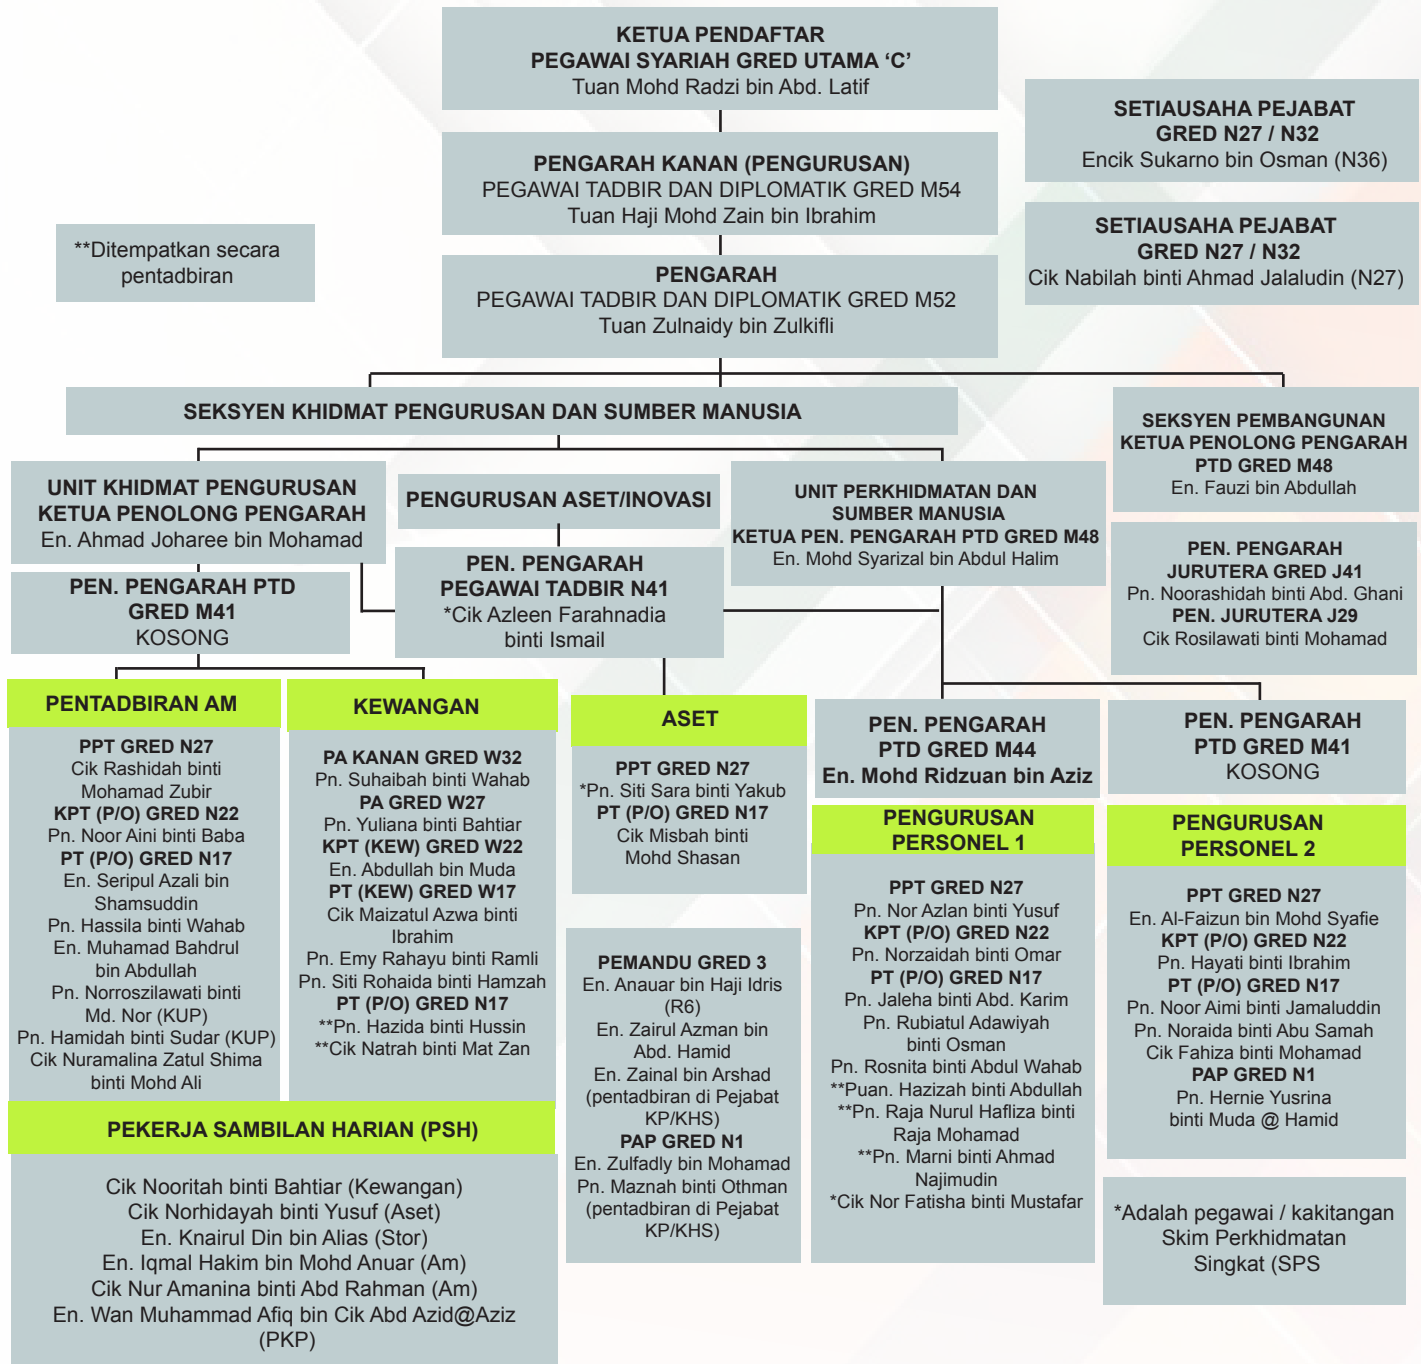 KETUA PENDAFTAR
PEGAWAI SYARIAH GRED UTAMA ‘C’
Tuan Mohd Radzi bin Abd. Latif
SETIAUSAHA PEJABAT
GRED N27 / N32
Encik Sukarno bin Osman (N36)
PENGARAH KANAN (PENGURUSAN)
PEGAWAI TADBIR DAN DIPLOMATIK GRED M54
Tuan Haji Mohd Zain bin Ibrahim
SETIAUSAHA PEJABAT
GRED N27 / N32
Cik Nabilah binti Ahmad Jalaludin (N27)
**Ditempatkan secara
pentadbiran
PENGARAH
PEGAWAI TADBIR DAN DIPLOMATIK GRED M52
Tuan Zulnaidy bin Zulkifli
SEKSYEN KHIDMAT PENGURUSAN DAN SUMBER MANUSIA
SEKSYEN PEMBANGUNAN
KETUA PENOLONG PENGARAH
PTD GRED M48
En. Fauzi bin Abdullah
UNIT KHIDMAT PENGURUSAN
KETUA PENOLONG PENGARAH
En. Ahmad Joharee bin Mohamad
PENGURUSAN ASET/INOVASI
UNIT PERKHIDMATAN DAN
SUMBER MANUSIA
KETUA PEN. PENGARAH PTD GRED M48
En. Mohd Syarizal bin Abdul Halim
PEN. PENGARAH
JURUTERA GRED J41
Pn. Noorashidah binti Abd. Ghani
PEN. JURUTERA J29
Cik Rosilawati binti Mohamad
PEN. PENGARAH PTD
GRED M41
KOSONG
PEN. PENGARAH
PEGAWAI TADBIR N41
*Cik Azleen Farahnadia
binti Ismail
PENTADBIRAN AM
PPT GRED N27
Cik Rashidah binti
Mohamad Zubir
KPT (P/O) GRED N22
Pn. Noor Aini binti Baba
PT (P/O) GRED N17
En. Seripul Azali bin
Shamsuddin
Pn. Hassila binti Wahab
En. Muhamad Bahdrul
bin Abdullah
Pn. Norroszilawati binti
Md. Nor (KUP)
Pn. Hamidah binti Sudar (KUP)
Cik Nuramalina Zatul Shima
binti Mohd Ali
KEWANGAN
PA KANAN GRED W32
Pn. Suhaibah binti Wahab
PA GRED W27
Pn. Yuliana binti Bahtiar
KPT (KEW) GRED W22
En. Abdullah bin Muda
PT (KEW) GRED W17
Cik Maizatul Azwa binti
Ibrahim
Pn. Emy Rahayu binti Ramli
Pn. Siti Rohaida binti Hamzah
PT (P/O) GRED N17
**Pn. Hazida binti Hussin
**Cik Natrah binti Mat Zan
ASET
PPT GRED N27
*Pn. Siti Sara binti Yakub
PT (P/O) GRED N17
Cik Misbah binti
Mohd Shasan
PEMANDU GRED 3
En. Anauar bin Haji Idris
(R6)
En. Zairul Azman bin
Abd. Hamid
En. Zainal bin Arshad
(pentadbiran di Pejabat
KP/KHS)
PAP GRED N1
En. Zulfadly bin Mohamad
Pn. Maznah binti Othman
(pentadbiran di Pejabat
KP/KHS)
PEN. PENGARAH
PTD GRED M44
En. Mohd Ridzuan bin Aziz
PENGURUSAN
PERSONEL 1
PPT GRED N27
Pn. Nor Azlan binti Yusuf
KPT (P/O) GRED N22
Pn. Norzaidah binti Omar
PT (P/O) GRED N17
Pn. Jaleha binti Abd. Karim
Pn. Rubiatul Adawiyah
binti Osman
Pn. Rosnita binti Abdul Wahab
**Puan. Hazizah binti Abdullah
**Pn. Raja Nurul Hafliza binti
Raja Mohamad
**Pn. Marni binti Ahmad
Najimudin
*Cik Nor Fatisha binti Mustafar
PEN. PENGARAH
PTD GRED M41
KOSONG
PENGURUSAN
PERSONEL 2
PPT GRED N27
En. Al-Faizun bin Mohd Syafie
KPT (P/O) GRED N22
Pn. Hayati binti Ibrahim
PT (P/O) GRED N17
Pn. Noor Aimi binti Jamaluddin
Pn. Noraida binti Abu Samah
Cik Fahiza binti Mohamad
PAP GRED N1
Pn. Hernie Yusrina
binti Muda @ Hamid
PEKERJA SAMBILAN HARIAN (PSH)
Cik Nooritah binti Bahtiar (Kewangan)
Cik Norhidayah binti Yusuf (Aset)
En. Knairul Din bin Alias (Stor)
En. Iqmal Hakim bin Mohd Anuar (Am)
Cik Nur Amanina binti Abd Rahman (Am)
En. Wan Muhammad Afiq bin Cik Abd Azid@Aziz
(PKP)
*Adalah pegawai / kakitangan
Skim Perkhidmatan
Singkat (SPS